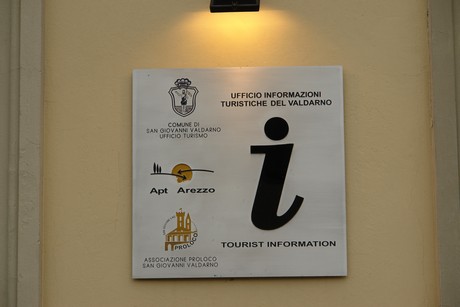 UFFICIO INFORMAZIONI
TURISTICHE DEL VALDARNO
COMUNE DI
SAN GIOVANNI VALDARNO
UFFICIO TURISMO
i
Apt Arezzo
PROLOCO
TOURIST INFORMATION
ASSOCIAZIONE PROLOCO
SAN GIOVANNI VALDARNO